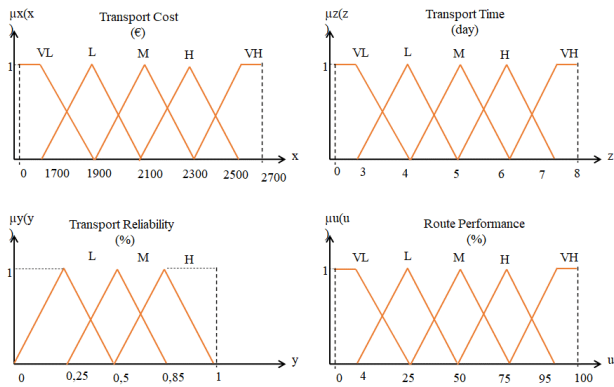 Transport Cost
(€)
µx(x
)
VL L M H VH
1
x
0 1700 1900 2100 2300 2500 2700
Transport Time
(day)
µz(z
)
VL L M H VH
1
z
0 3 4 5 6 7 8
Transport Reliability
(%)
µy(y
)
L M H
1
y
0 0,25 0,5 0,85 1
Route Performance
(%)
µu(u
)
VL L M H VH
1
u
0 4 25 50 75 95 100